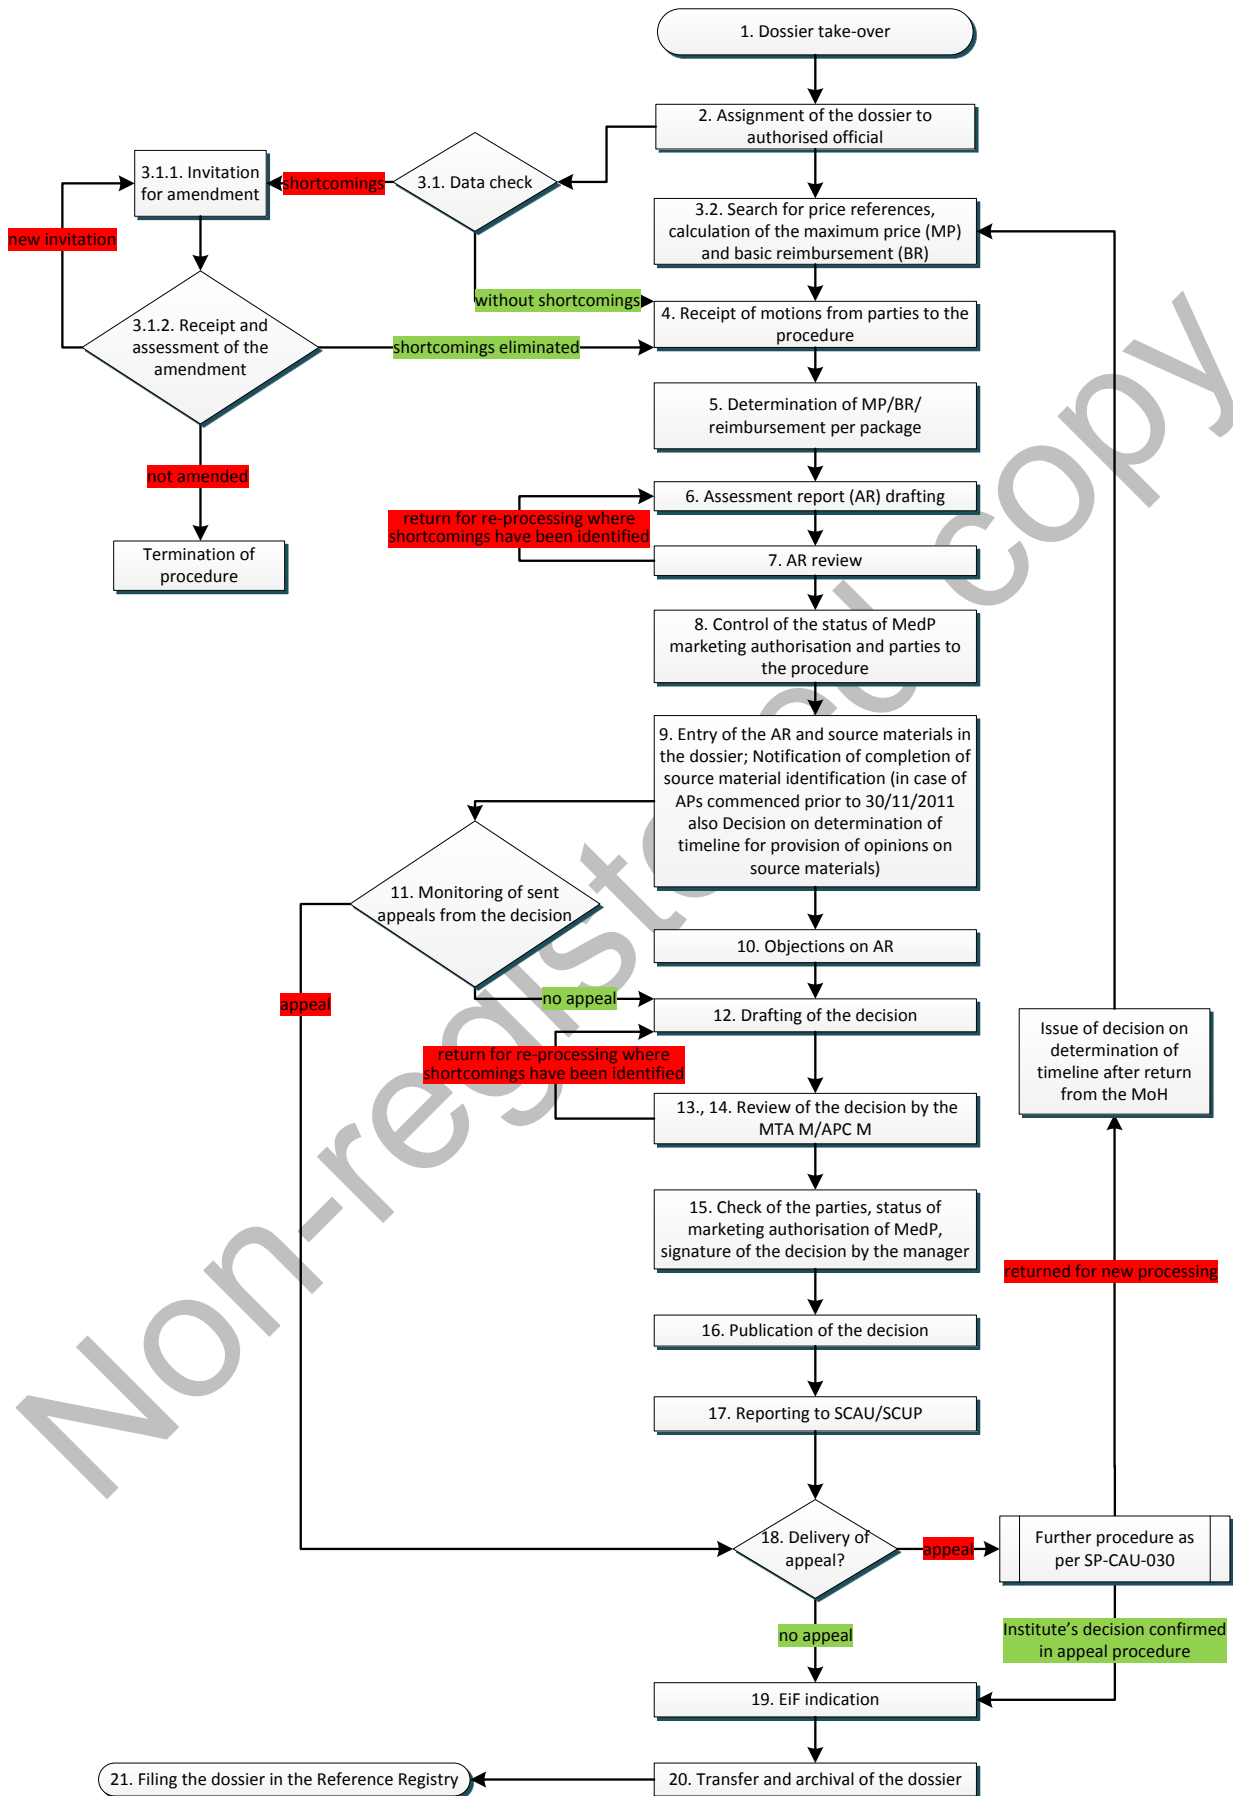 1. Dossier take-over
2. Assignment of the dossier to
authorised official
3.1. Data check
shortcomings
3.1.1. Invitation
for amendment
new invitation
3.2. Search for price references,
calculation of the maximum price (MP)
and basic reimbursement (BR)
without shortcomings
3.1.2. Receipt and
assessment of the
amendment
shortcomings eliminated
4. Receipt of motions from parties to the
procedure
5. Determination of MP/BR/
reimbursement per package
not amended
Termination of
procedure
6. Assessment report (AR) drafting
return for re-processing where
shortcomings have been identified
7. AR review
8. Control of the status of MedP
marketing authorisation and parties to
the procedure
9. Entry of the AR and source materials in
the dossier; Notification of completion of
source material identification (in case of
APs commenced prior to 30/11/2011
also Decision on determination of
timeline for provision of opinions on
source materials)
11. Monitoring of sent
appeals from the decision
10. Objections on AR
appeal
no appeal
12. Drafting of the decision
return for re-processing where
shortcomings have been identified
13., 14. Review of the decision by the
MTA M/APC M
Issue of decision on
determination of
timeline after return
from the MoH
15. Check of the parties, status of
marketing authorisation of MedP,
signature of the decision by the manager
returned for new processing
16. Publication of the decision
17. Reporting to SCAU/SCUP
18. Delivery of
appeal?
appeal
Further procedure as
per SP-CAU-030
no appeal
Institute's decision confirmed
in appeal procedure
19. EiF indication
20. Transfer and archival of the dossier
21. Filing the dossier in the Reference Registry
Non-registered copy